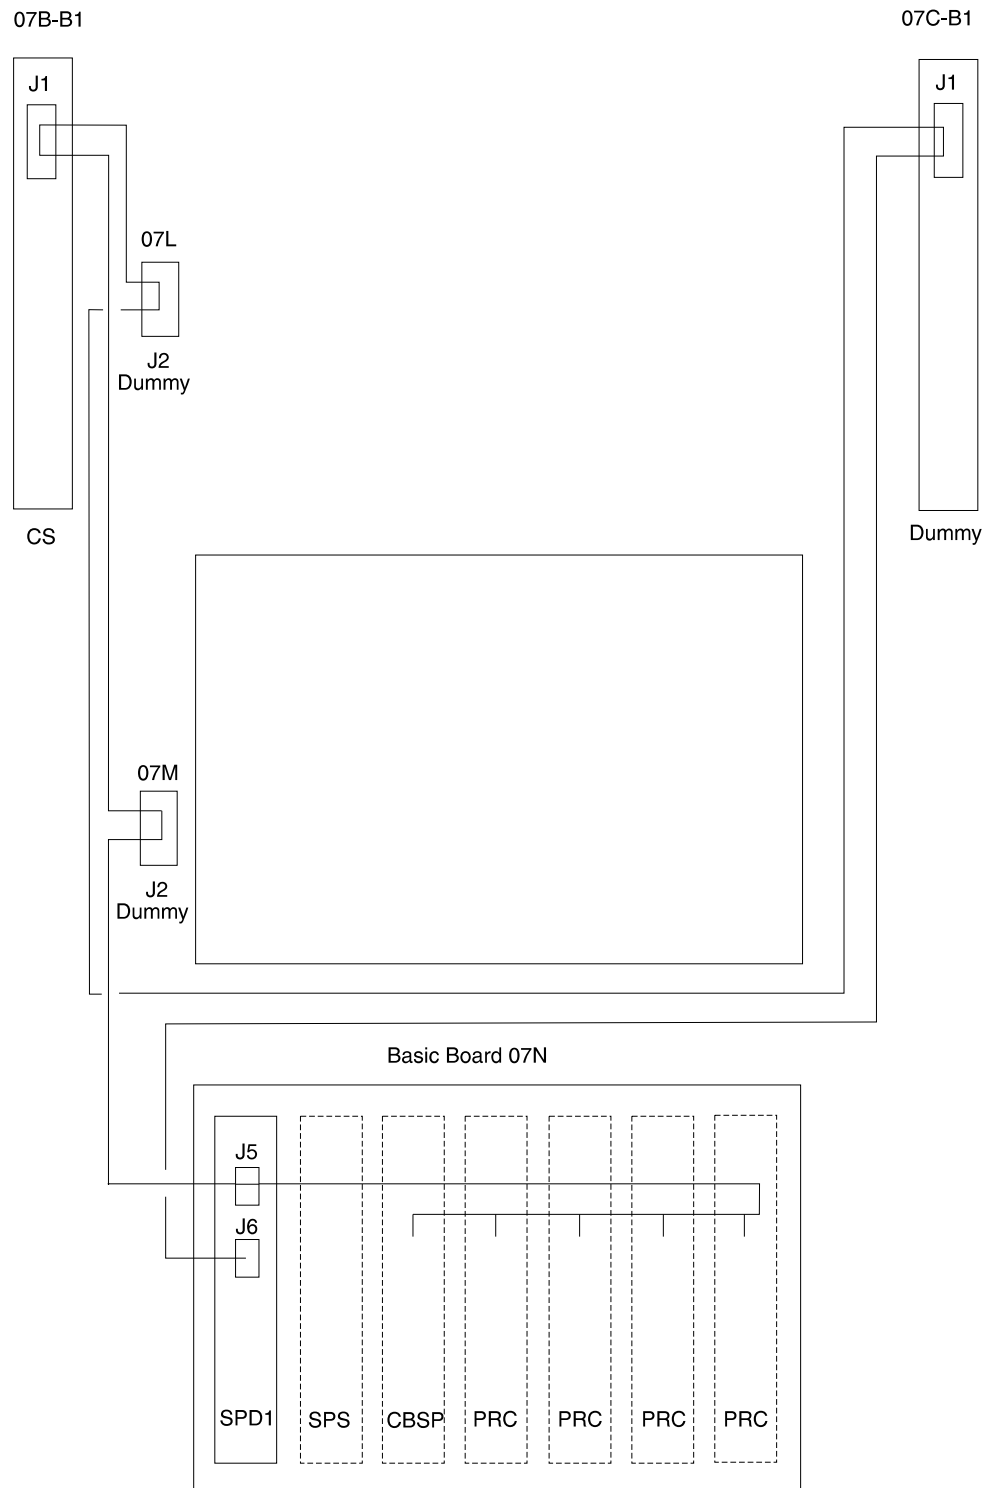 07B-B1
07C-B1
J1
J1
07L
J2
Dummy
CS
Dummy
07M
J2
Dummy
Basic Board 07N
J5
J6
SPD1
SPS
CBSP
PRC
PRC
PRC
PRC